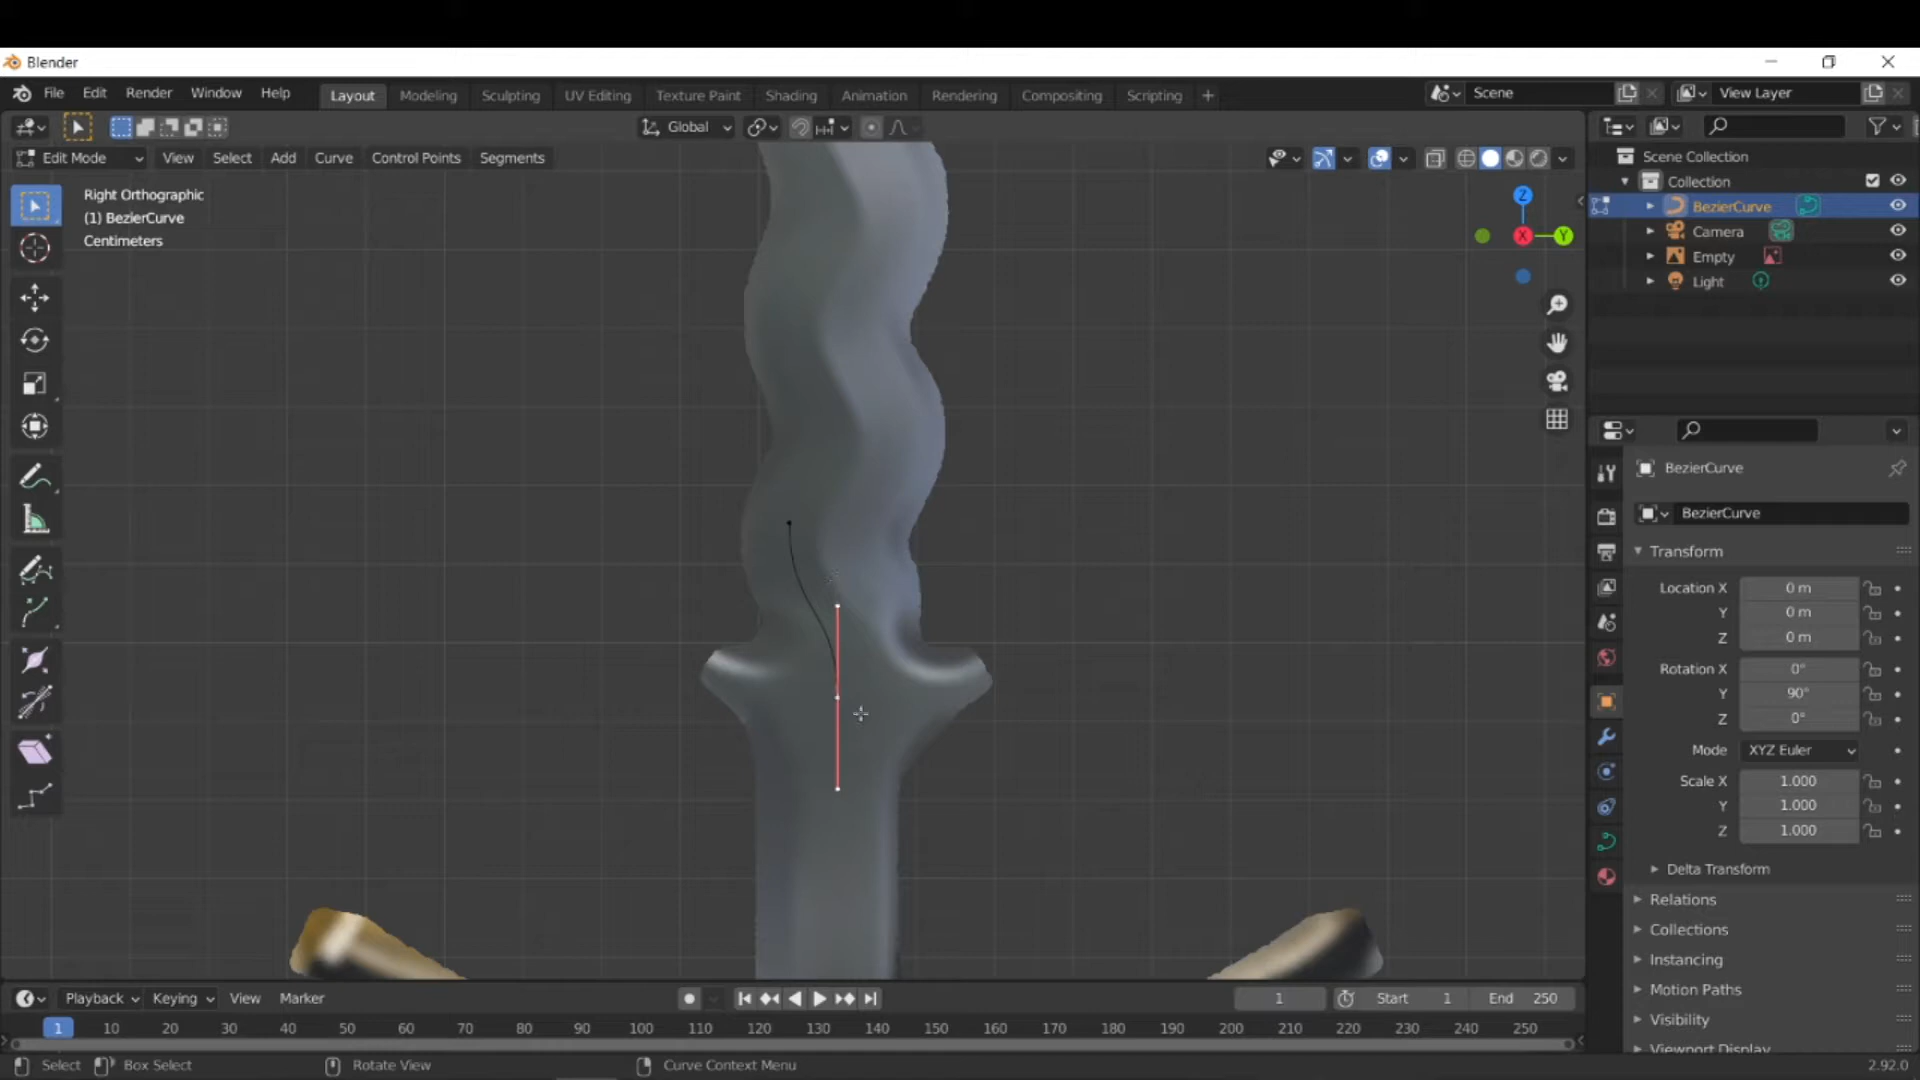 Blender
File Edit Render Window Help Layout Modeling Sculpting UV Editing Texture Paint Shading Animation Rendering Compositing Scripting + Scene View Layer
Global
Edit Mode View Select Add Curve Control Points Segments
Right Orthographic
(1) BezierCurve
Centimeters
Z
X
Y
Scene Collection
Collection
BezierCurve
Camera
Empty
Light
BezierCurve
BezierCurve
Transform
Location X 0 m
Y 0 m
Z 0 m
Rotation X 0°
Y 90°
Z 0°
Mode XYZ Euler
Scale X 1.000
Y 1.000
Z 1.000
Delta Transform
Relations
Collections
Instancing
Motion Paths
Visibility
Viewport Display
Playback Keying View Marker 1 Start 1 End 250
1 10 20 30 40 50 60 70 80 90 100 110 120 130 140 150 160 170 180 190 200 210 220 230 240 250
Select Box Select Rotate View Curve Context Menu 2.92.0